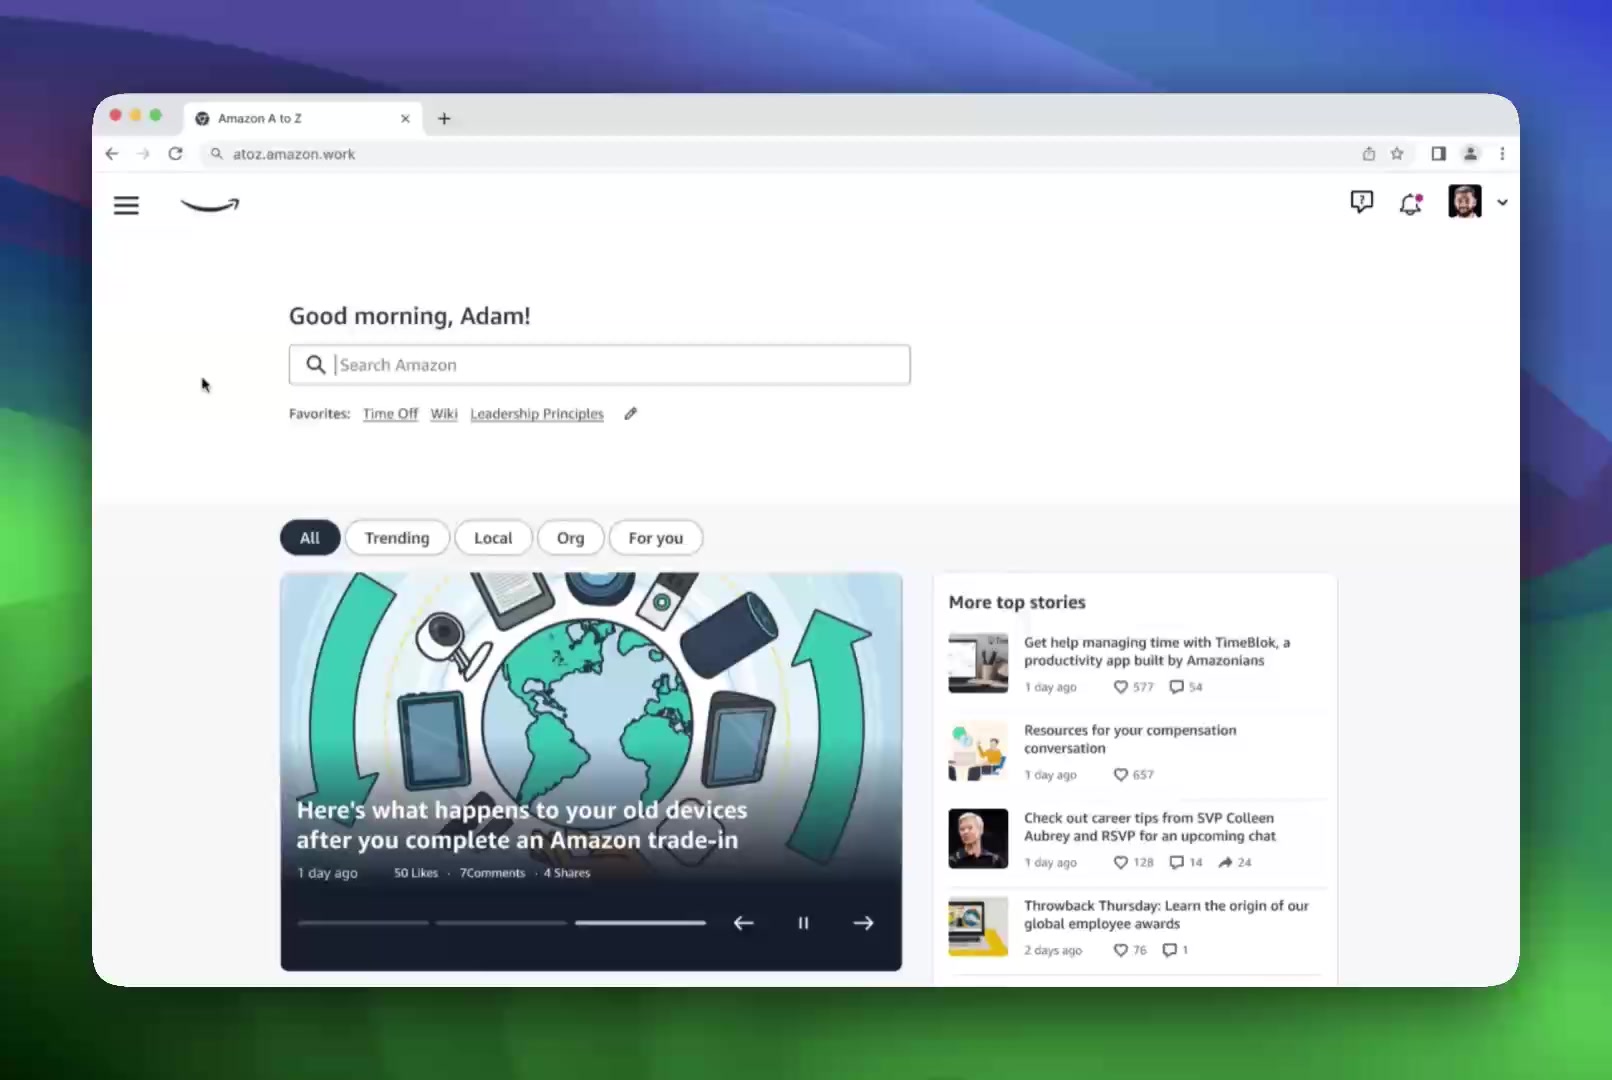 Amazon A to Z
atoz.amazon.work
Good morning, Adam!
Search Amazon
Favorites: Time Off Wiki Leadership Principles
All Trending Local Org For you
Here's what happens to your old devices
after you complete an Amazon trade-in
1 day ago 50 Likes · 7Comments · 4 Shares
More top stories
Get help managing time with TimeBlok, a
productivity app built by Amazonians
1 day ago 577 54
Resources for your compensation
conversation
1 day ago 657
Check out career tips from SVP Colleen
Aubrey and RSVP for an upcoming chat
1 day ago 128 14 24
Throwback Thursday: Learn the origin of our
global employee awards
2 days ago 76 1